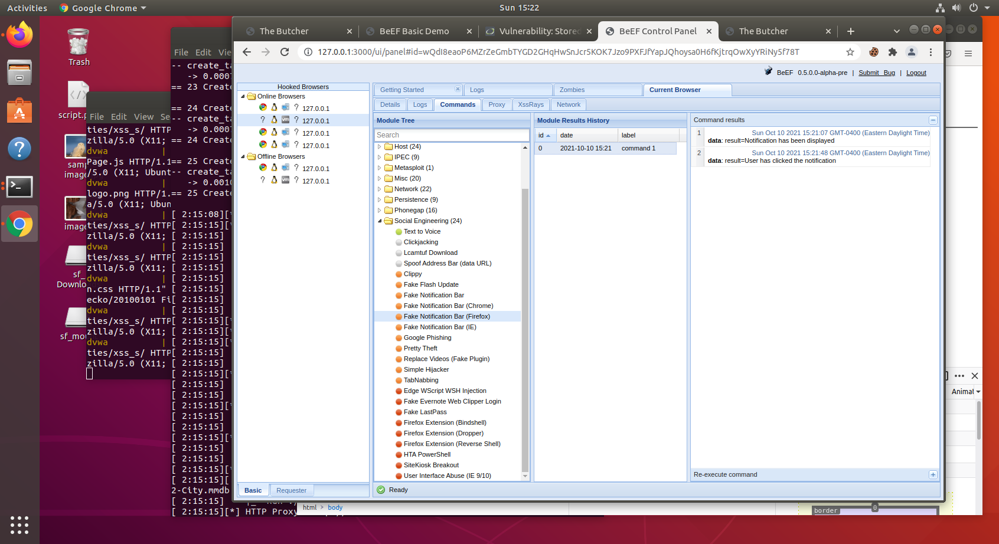 Activities
Google Chrome
Sun 15:22
Trash
script.p
sam
imag
image
sf_
Downlo
sf_mo
File Edit View Se
ties/xss_s/ HTTP
zilla/5.0 (X11;
dvwa |
Page.js HTTP/1.1
/5.0 (X11; Ubunt
dvwa |
logo.png HTTP/1.
a/5.0 (X11; Ubun
dvwa |
ties/xss_s/ HTTP
zilla/5.0 (X11;
dvwa |
ties/xss_s/ HTTP
zilla/5.0 (X11;
dvwa |
n.css HTTP/1.1"
ecko/20100101 Fi
dvwa |
ties/xss_s/ HTTP
zilla/5.0 (X11;
dvwa |
ties/xss_s/ HTTP
zilla/5.0 (X11;
File Edit Vie
-- create_ta
-> 0.0007
== 23 Create
== 24 Create
-- create_ta
-> 0.0007
== 24 Create
== 25 Create
-- create_ta
-> 0.0010
== 25 Create
[ 2:15:08][*
[ 2:15:15][*
[ 2:15:15]
[ 2:15:15]
[ 2:15:15]
[ 2:15:15]
[ 2:15:15]
[ 2:15:15]
[ 2:15:15]
[ 2:15:15]
[ 2:15:15][*
[ 2:15:15][*
[ 2:15:15][*
[ 2:15:15]
[ 2:15:15]
[ 2:15:15][*
[ 2:15:15]
[ 2:15:15]
[ 2:15:15][*
[ 2:15:15]
[ 2:15:15]
[ 2:15:15][*
[ 2:15:15]
[ 2:15:15]
[ 2:15:15][*
[ 2:15:15][
2-City.mmdb
[ 2:15:15]
[ 2:15:15][*] HTTP Proxy
The Butcher
BeEF Basic Demo
Vulnerability: Stored
BeEF Control Panel
The Butcher
127.0.0.1:3000/ui/panel#id=wQdI8eaoP6MZrZeGmbTYGD2GHqHwSnJcr5KOK7Jzo9PXFJfYapJQhoysa0H6fKjtrqOwXyYRiNy5f78T
BeEF 0.5.0.0-alpha-pre | Submit Bug | Logout
Hooked Browsers
Online Browsers
? 127.0.0.1
? vm ? 127.0.0.1
? 127.0.0.1
? 127.0.0.1
Offline Browsers
? 127.0.0.1
? vm ? 127.0.0.1
Basic
Requester
Getting Started
Logs
Zombies
Current Browser
Details
Logs
Commands
Proxy
XssRays
Network
Module Tree
Search
Host (24)
IPEC (9)
Metasploit (1)
Misc (20)
Network (22)
Persistence (9)
Phonegap (16)
Social Engineering (24)
Text to Voice
Clickjacking
Lcamtuf Download
Spoof Address Bar (data URL)
Clippy
Fake Flash Update
Fake Notification Bar
Fake Notification Bar (Chrome)
Fake Notification Bar (Firefox)
Fake Notification Bar (IE)
Google Phishing
Pretty Theft
Replace Videos (Fake Plugin)
Simple Hijacker
TabNabbing
Edge WScript WSH Injection
Fake Evernote Web Clipper Login
Fake LastPass
Firefox Extension (Bindshell)
Firefox Extension (Dropper)
Firefox Extension (Reverse Shell)
HTA PowerShell
SiteKiosk Breakout
User Interface Abuse (IE 9/10)
Module Results History
id date label
0 2021-10-10 15:21 command 1
Command results
1 Sun Oct 10 2021 15:21:07 GMT-0400 (Eastern Daylight Time)
data: result=Notification has been displayed
2 Sun Oct 10 2021 15:21:48 GMT-0400 (Eastern Daylight Time)
data: result=User has clicked the notification
Re-execute command
Ready
html > body
Animat
border
0